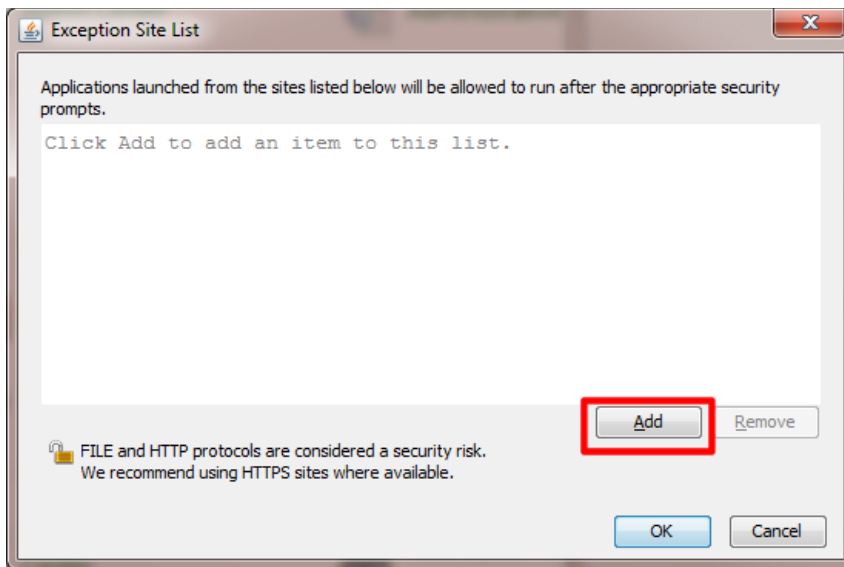 Exception Site List
Applications launched from the sites listed below will be allowed to run after the appropriate security
prompts.
Click Add to add an item to this list.
Add
Remove
FILE and HTTP protocols are considered a security risk.
We recommend using HTTPS sites where available.
OK
Cancel